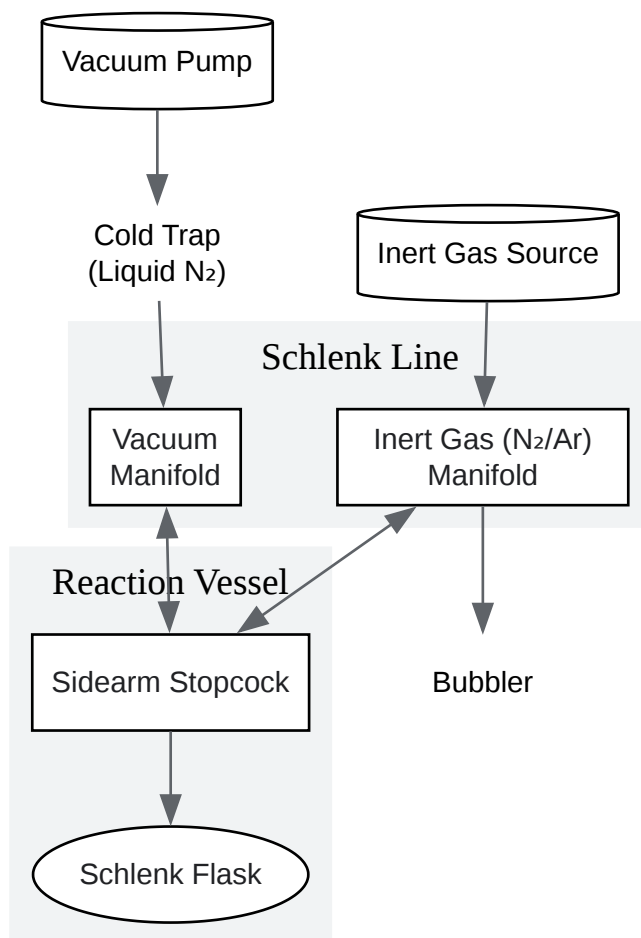 Vacuum Pump
Cold Trap
(Liquid N₂)
Inert Gas Source
Schlenk Line
Vacuum
Manifold
Inert Gas (N₂/Ar)
Manifold
Reaction Vessel
Sidearm Stopcock
Bubbler
Schlenk Flask